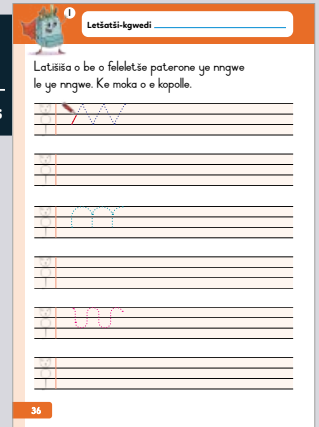 1
Letšatši-kgwedi
Latišiša o be o feleletše paterone ye nngwe
le ye nngwe. Ke moka o e kopolle.
36